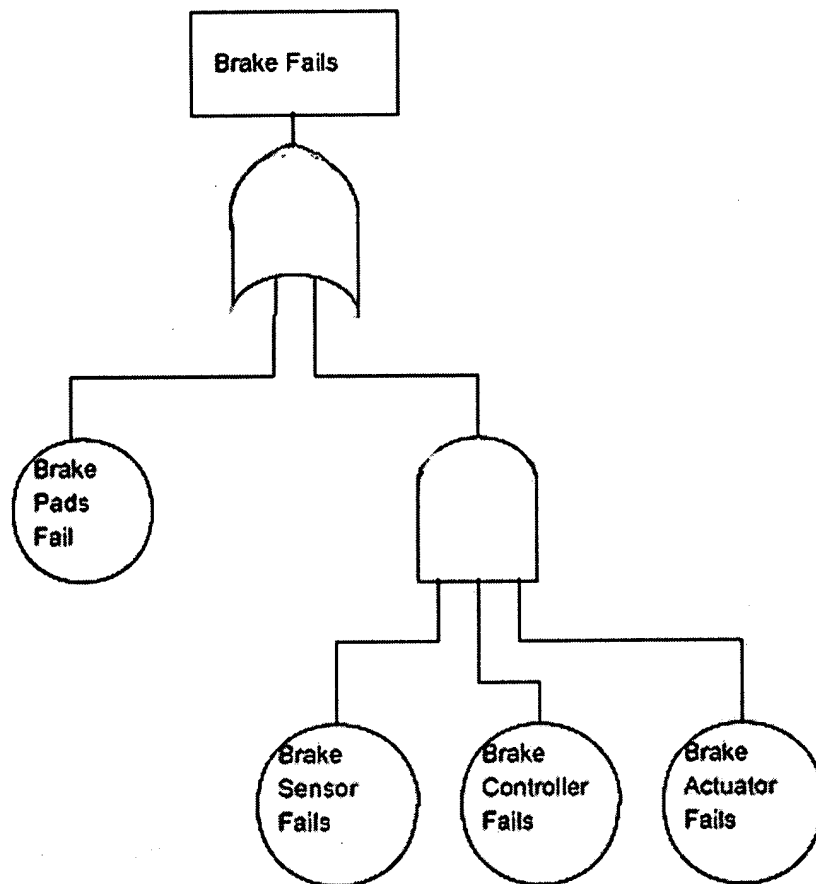 Brake Fails
Brake
Pads
Fail
Brake
Sensor
Fails
Brake
Controller
Fails
Brake
Actuator
Fails